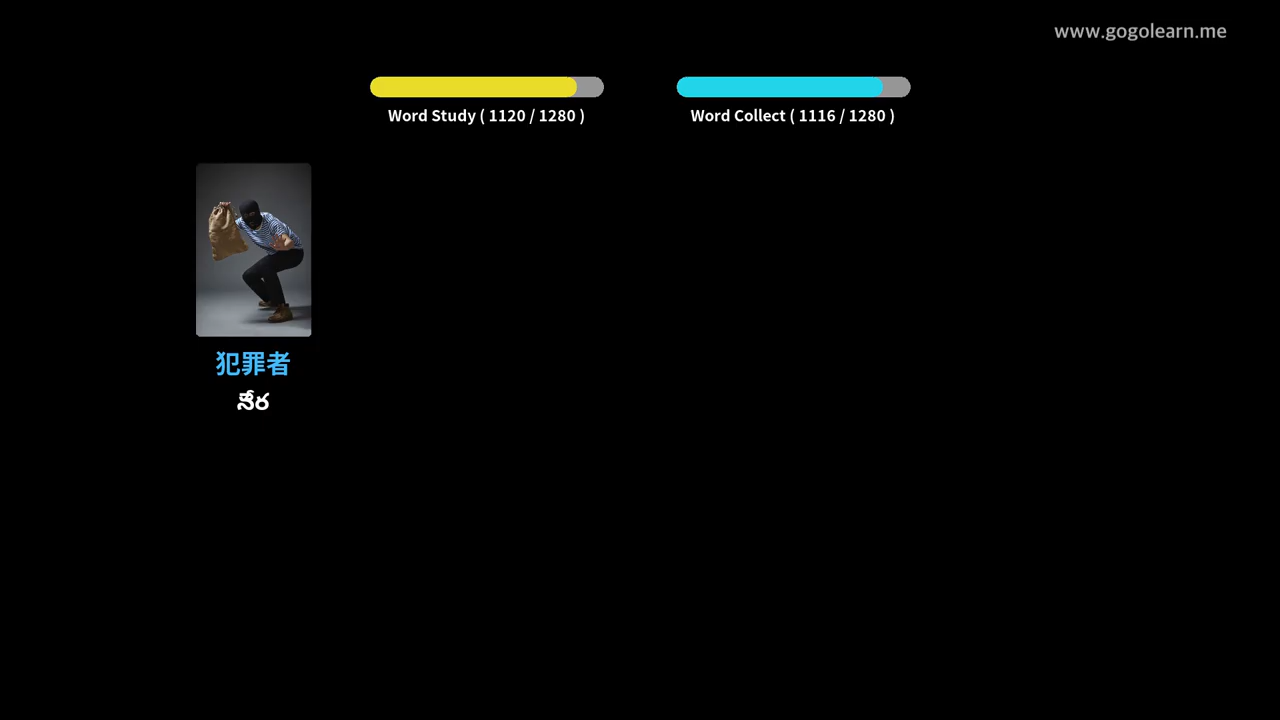 www.gogolearn.me
Word Study ( 1120 / 1280 )
Word Collect ( 1116 / 1280 )
犯罪者
నేర